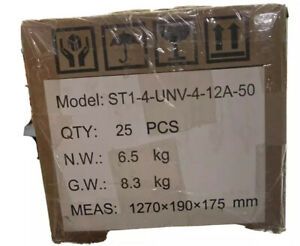 Model: ST1-4-UNV-4-12A-50
QTY: 25 PCS
N.W.: 6.5 kg
G.W.: 8.3 kg
MEAS: 1270×190×175 mm